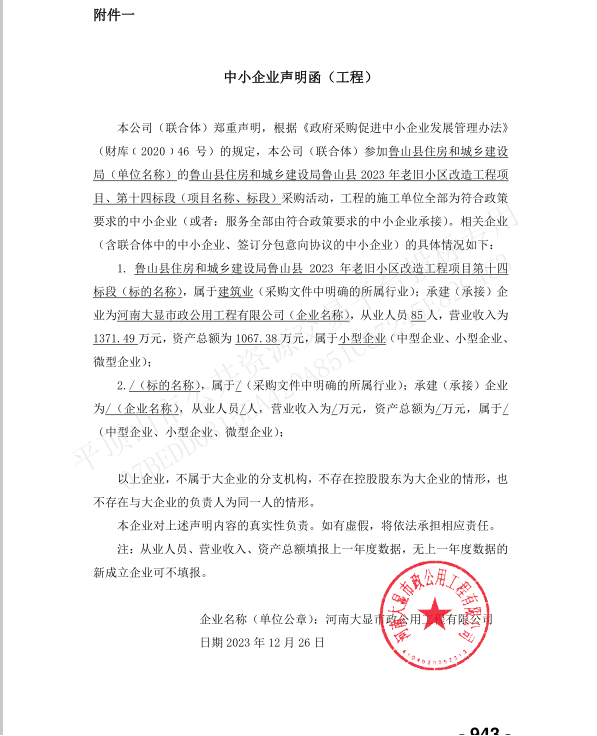 附件一
中小企业声明函（工程）
本公司（联合体）郑重声明，根据《政府采购促进中小企业发展管理办法》
（财库﹝2020﹞46 号）的规定，本公司（联合体）参加鲁山县住房和城乡建设
局（单位名称）的鲁山县住房和城乡建设局鲁山县 2023 年老旧小区改造工程项
目、第十四标段（项目名称、标段）采购活动，工程的施工单位全部为符合政策
要求的中小企业（或者：服务全部由符合政策要求的中小企业承接）。相关企业
（含联合体中的中小企业、签订分包意向协议的中小企业）的具体情况如下：
1. 鲁山县住房和城乡建设局鲁山县 2023 年老旧小区改造工程项目第十四
标段（标的名称），属于建筑业（采购文件中明确的所属行业）；承建（承接）企业
为河南大显市政公用工程有限公司（企业名称），从业人员 85 人，营业收入为
1371.49 万元，资产总额为 1067.38 万元，属于小型企业（中型企业、小型企业、
微型企业）；
2. /（标的名称），属于/（采购文件中明确的所属行业）；承建（承接）企业
为/（企业名称），从业人员/人，营业收入为/万元，资产总额为/万元，属于/
（中型企业、小型企业、微型企业）；
以上企业，不属于大企业的分支机构，不存在控股股东为大企业的情形，也
不存在与大企业的负责人为同一人的情形。
本企业对上述声明内容的真实性负责。如有虚假，将依法承担相应责任。
注：从业人员、营业收入、资产总额填报上一年度数据，无上一年度数据的
新成立企业可不填报。
企业名称（单位公章）：河南大显市政公用工程有限公司
日期 2023 年 12 月 26 日
河南大显市政公用工程有限公司
- 943 -